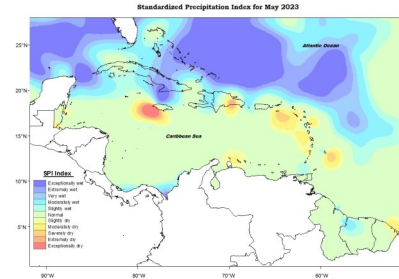 Standardized Precipitation Index for May 2023
Atlantic Ocean
25°N
20°N
Caribbean Sea
15°N
SPI Index
Exceptionally wet
Extremely wet
Very wet
Moderately wet
Slightly wet
Normal
Slightly dry
Moderately dry
Severely dry
Extremely dry
Exceptionally dry
10°N
5°N
90°W
80°W
70°W
60°W